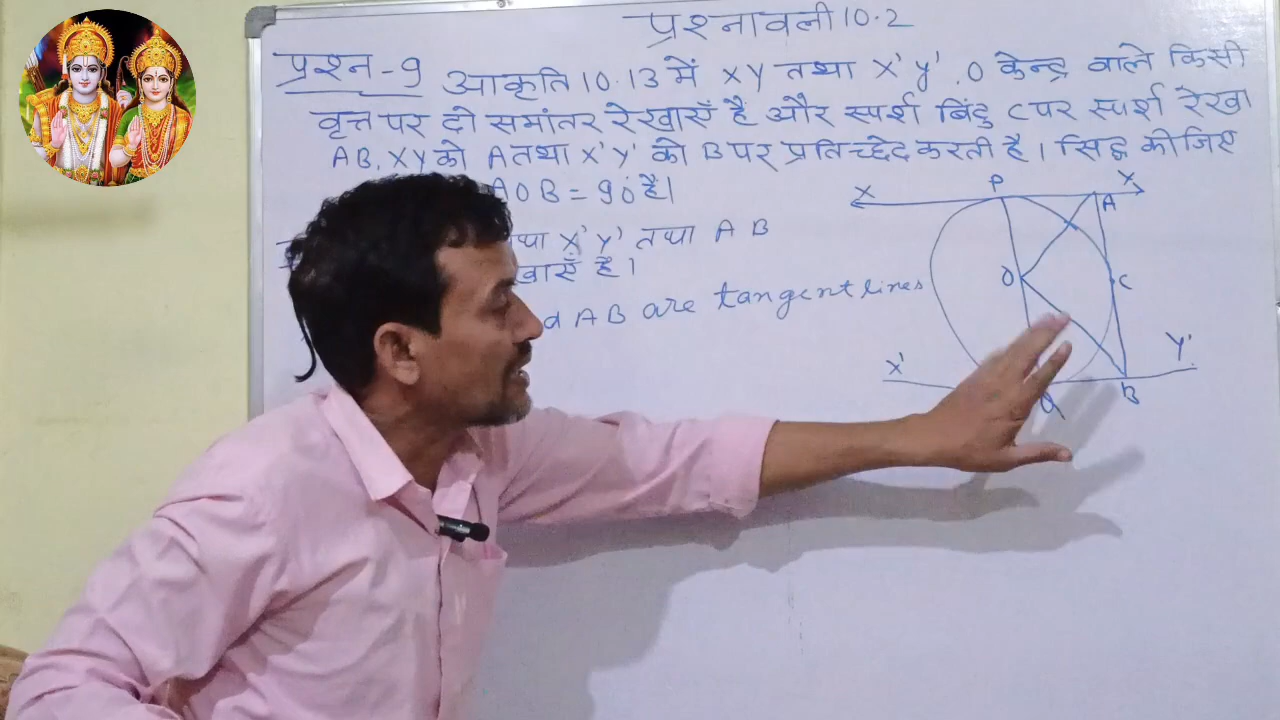 प्रश्नावली 10.2
प्रश्न-9 आकृति 10.13 में XY तथा X'y' .O केन्द्र वाले किसी
वृत्त पर दो समांतर रेखाएँ है और स्पर्श बिंदु C पर स्पर्श रेखा
AB, XY को A तथा X'Y' को B पर प्रतिच्छेद करती है। सिद्ध कीजिए
AOB = 90° है।
X'Y' तथा AB
है।
AB are tangent lines
X P X A
O C
X' Y'
Q B